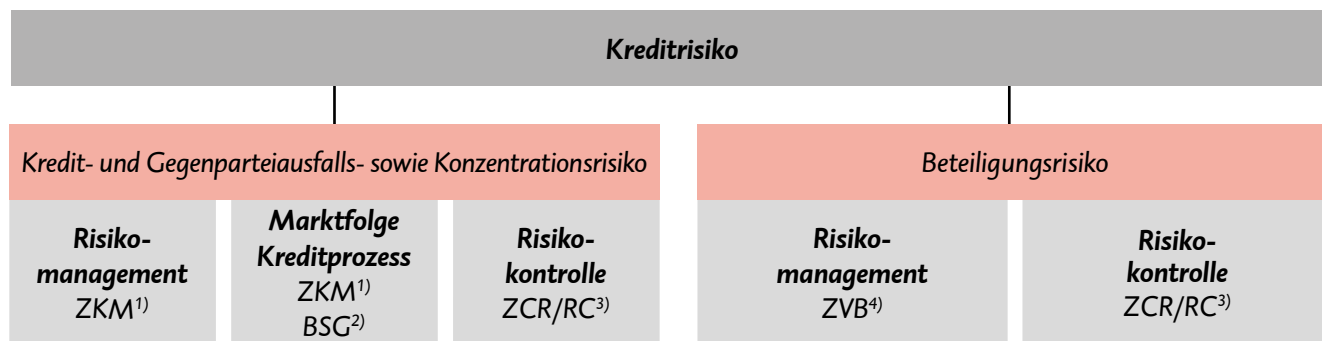 Kreditrisiko
Kredit- und Gegenparteiausfalls- sowie Konzentrationsrisiko
Risiko-
management
ZKM¹⁾
Marktfolge
Kreditprozess
ZKM¹⁾
BSG²⁾
Risiko-
kontrolle
ZCR/RC³⁾
Beteiligungsrisiko
Risiko-
management
ZVB⁴⁾
Risiko-
kontrolle
ZCR/RC³⁾